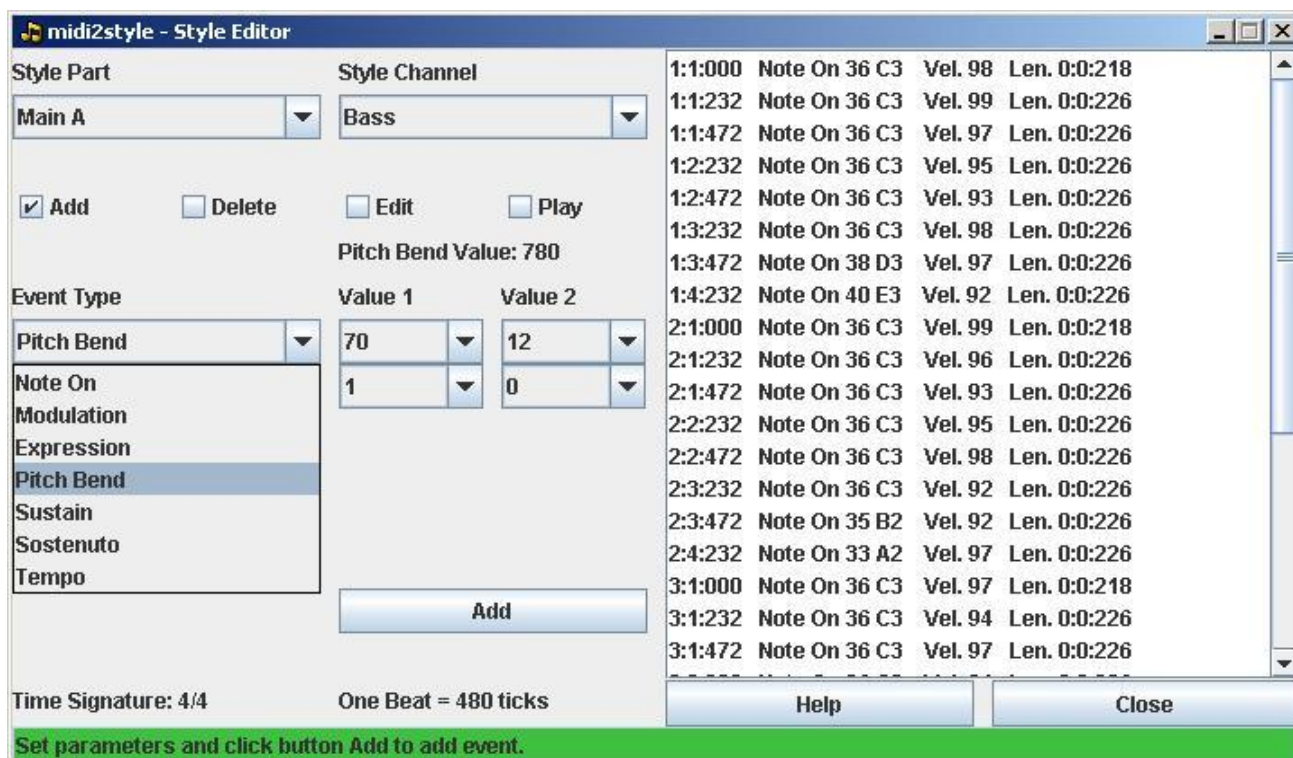 midi2style - Style Editor
Style Part
Style Channel
Main A
Bass
Add
Delete
Edit
Play
Pitch Bend Value: 780
Event Type
Value 1
Value 2
Pitch Bend
70
12
1
0
Note On
Modulation
Expression
Pitch Bend
Sustain
Sostenuto
Tempo
Add
Time Signature: 4/4
One Beat = 480 ticks
1:1:000 Note On 36 C3 Vel. 98 Len. 0:0:218
1:1:232 Note On 36 C3 Vel. 99 Len. 0:0:226
1:1:472 Note On 36 C3 Vel. 97 Len. 0:0:226
1:2:232 Note On 36 C3 Vel. 95 Len. 0:0:226
1:2:472 Note On 36 C3 Vel. 93 Len. 0:0:226
1:3:232 Note On 36 C3 Vel. 98 Len. 0:0:226
1:3:472 Note On 38 D3 Vel. 97 Len. 0:0:226
1:4:232 Note On 40 E3 Vel. 92 Len. 0:0:226
2:1:000 Note On 36 C3 Vel. 99 Len. 0:0:218
2:1:232 Note On 36 C3 Vel. 96 Len. 0:0:226
2:1:472 Note On 36 C3 Vel. 93 Len. 0:0:226
2:2:232 Note On 36 C3 Vel. 95 Len. 0:0:226
2:2:472 Note On 36 C3 Vel. 98 Len. 0:0:226
2:3:232 Note On 36 C3 Vel. 92 Len. 0:0:226
2:3:472 Note On 35 B2 Vel. 92 Len. 0:0:226
2:4:232 Note On 33 A2 Vel. 97 Len. 0:0:226
3:1:000 Note On 36 C3 Vel. 97 Len. 0:0:218
3:1:232 Note On 36 C3 Vel. 94 Len. 0:0:226
3:1:472 Note On 36 C3 Vel. 97 Len. 0:0:226
Help
Close
Set parameters and click button Add to add event.